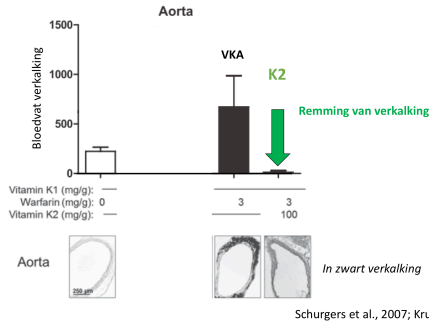 Aorta
Bloedvat verkalking
1500
1000
500
0
VKA
K2
Remming van verkalking
Vitamin K1 (mg/g):
Warfarin (mg/g): 0 3 3
Vitamin K2 (mg/g): 100
Aorta
250 µm
In zwart verkalking
Schurgers et al., 2007; Kru